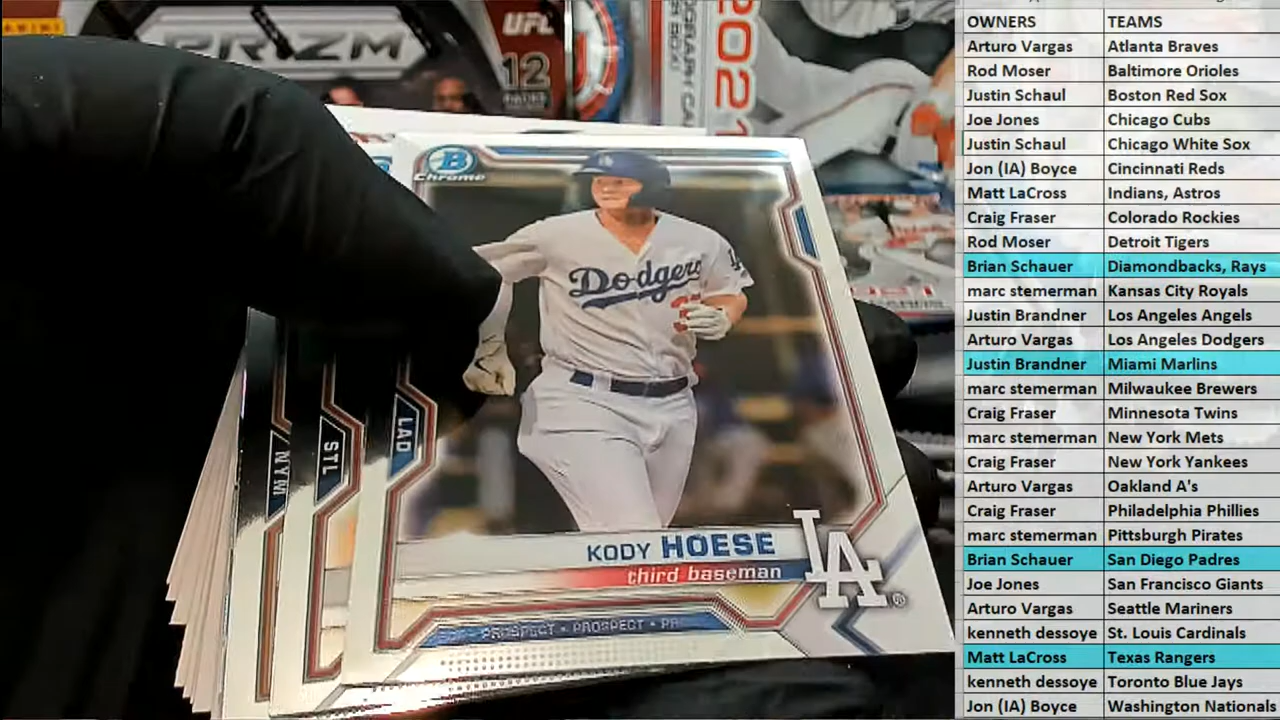 PANINI
PRIZM
UFC
12
2021
B
Chrome
Dodgers
LAD
STL
NYM
KODY HOESE
third baseman
LA
PROSPECT • PROSPECT •
OWNERS TEAMS
Arturo Vargas Atlanta Braves
Rod Moser Baltimore Orioles
Justin Schaul Boston Red Sox
Joe Jones Chicago Cubs
Justin Schaul Chicago White Sox
Jon (IA) Boyce Cincinnati Reds
Matt LaCross Indians, Astros
Craig Fraser Colorado Rockies
Rod Moser Detroit Tigers
Brian Schauer Diamondbacks, Rays
marc stemerman Kansas City Royals
Justin Brandner Los Angeles Angels
Arturo Vargas Los Angeles Dodgers
Justin Brandner Miami Marlins
marc stemerman Milwaukee Brewers
Craig Fraser Minnesota Twins
marc stemerman New York Mets
Craig Fraser New York Yankees
Arturo Vargas Oakland A's
Craig Fraser Philadelphia Phillies
marc stemerman Pittsburgh Pirates
Brian Schauer San Diego Padres
Joe Jones San Francisco Giants
Arturo Vargas Seattle Mariners
kenneth dessoye St. Louis Cardinals
Matt LaCross Texas Rangers
kenneth dessoye Toronto Blue Jays
Jon (IA) Boyce Washington Nationals